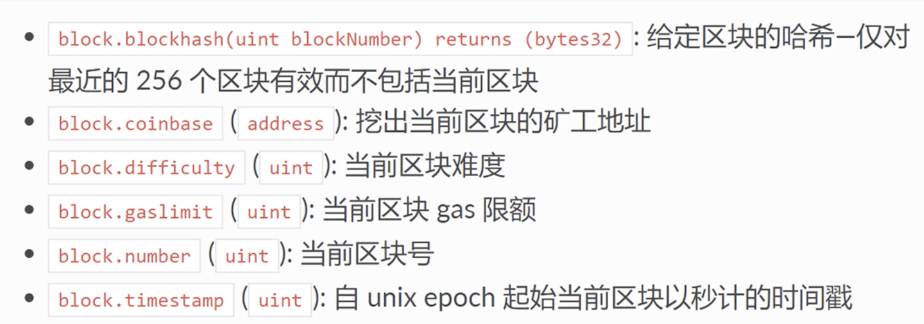 • block.blockhash(uint blockNumber) returns (bytes32): 给定区块的哈希—仅对
最近的 256 个区块有效而不包括当前区块
• block.coinbase (address): 挖出当前区块的矿工地址
• block.difficulty (uint): 当前区块难度
• block.gaslimit (uint): 当前区块 gas 限额
• block.number (uint): 当前区块号
• block.timestamp (uint): 自 unix epoch 起始当前区块以秒计的时间戳